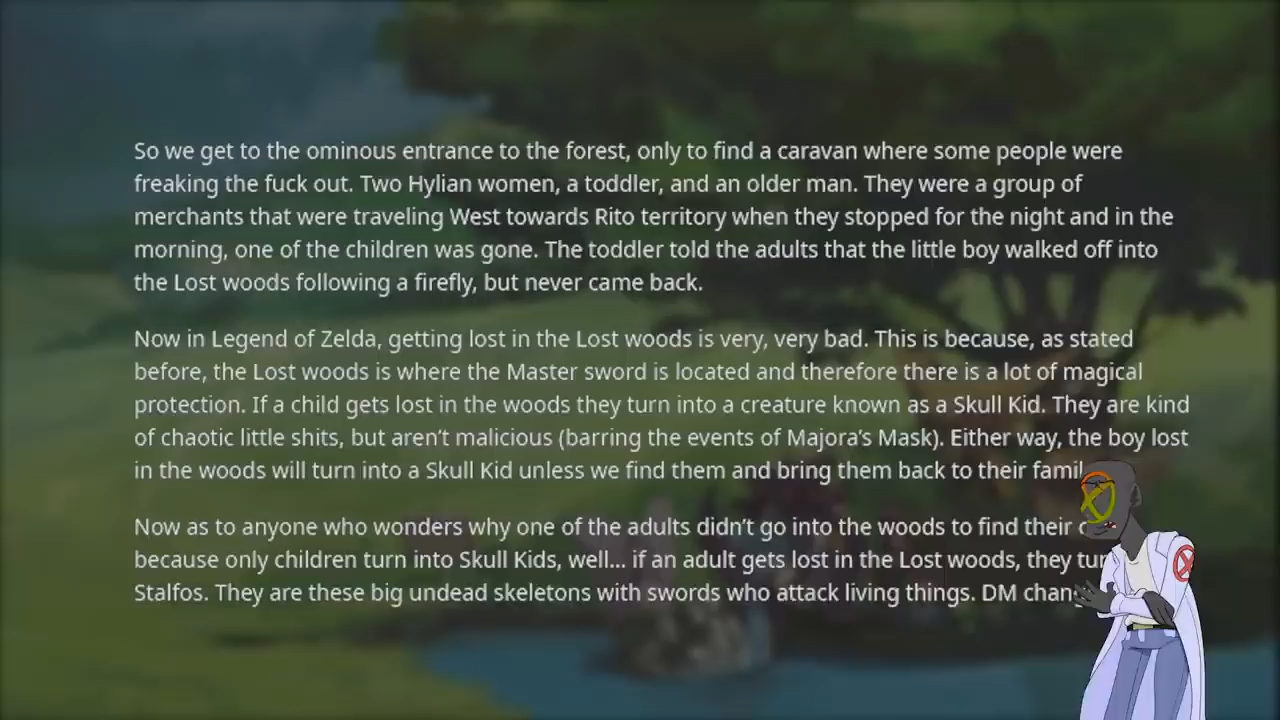 So we get to the ominous entrance to the forest, only to find a caravan where some people were
freaking the fuck out. Two Hylian women, a toddler, and an older man. They were a group of
merchants that were traveling West towards Rito territory when they stopped for the night and in the
morning, one of the children was gone. The toddler told the adults that the little boy walked off into
the Lost woods following a firefly, but never came back.
Now in Legend of Zelda, getting lost in the Lost woods is very, very bad. This is because, as stated
before, the Lost woods is where the Master sword is located and therefore there is a lot of magical
protection. If a child gets lost in the woods they turn into a creature known as a Skull Kid. They are kind
of chaotic little shits, but aren't malicious (barring the events of Majora's Mask). Either way, the boy lost
in the woods will turn into a Skull Kid unless we find them and bring them back to their
Now as to anyone who wonders why one of the adults didn't go into the woods to find their
because only children turn into Skull Kids, well... if an adult gets lost in the Lost woods, they
Stalfos. They are these big undead skeletons with swords who attack living things. DM